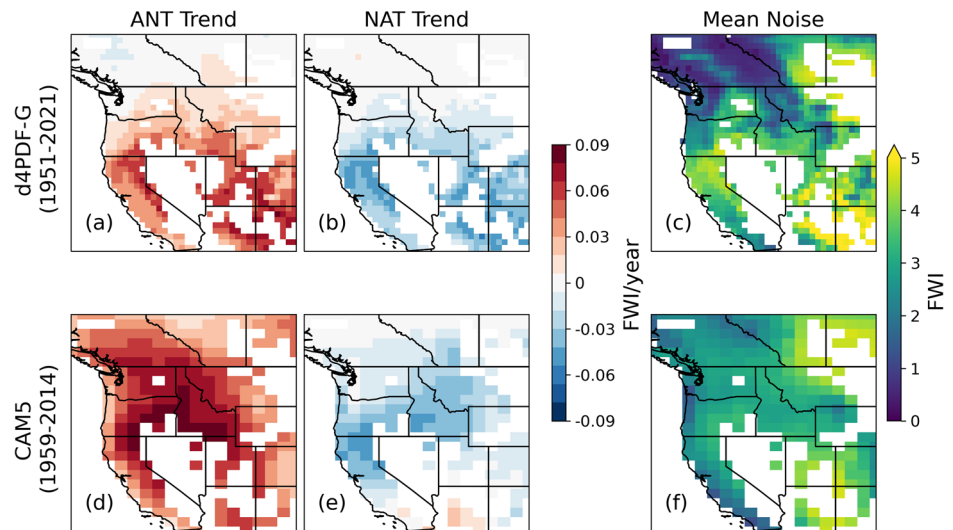 ANT Trend NAT Trend Mean Noise
d4PDF-G
(1951-2021)
(a) (b) (c)
0.09
0.06
0.03
0
-0.03
-0.06
-0.09
FWI/year
5
4
3
2
1
0
FWI
CAM5
(1959-2014)
(d) (e) (f)